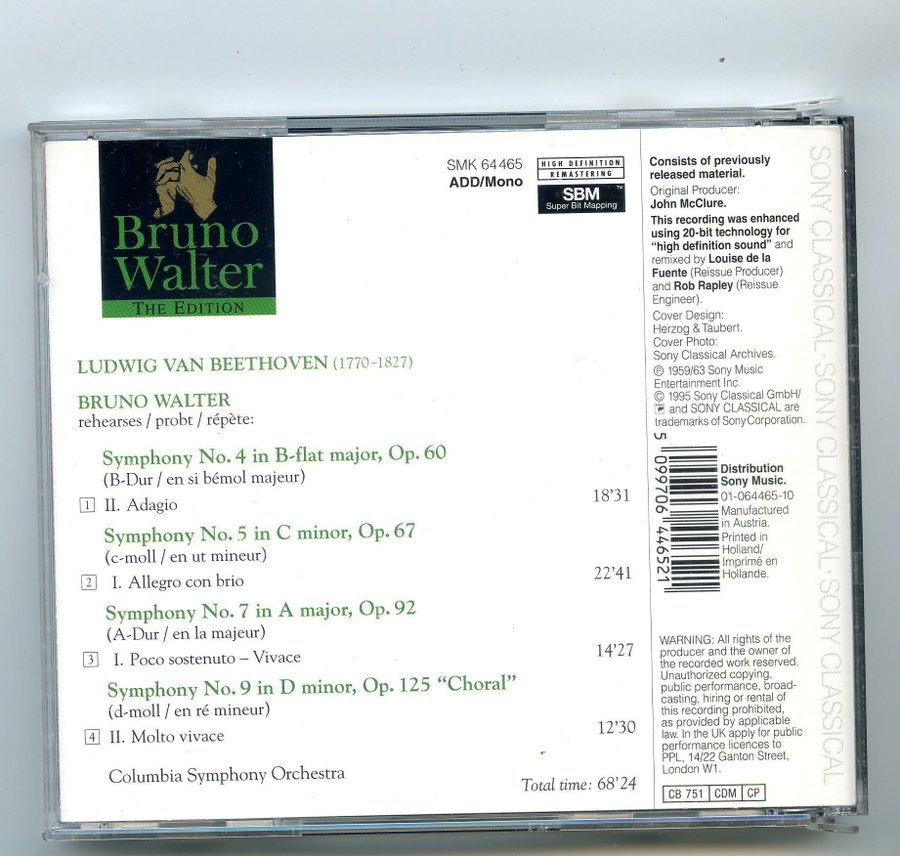 Bruno
Walter
THE EDITION
SMK 64465
ADD/Mono
HIGH DEFINITION
REMASTERING
SBM™
Super Bit Mapping
LUDWIG VAN BEETHOVEN (1770-1827)
BRUNO WALTER
rehearses / probt / répète:
Symphony No. 4 in B-flat major, Op. 60
(B-Dur / en si bémol majeur)
1 II. Adagio 18'31
Symphony No. 5 in C minor, Op. 67
(c-moll / en ut mineur)
2 I. Allegro con brio 22'41
Symphony No. 7 in A major, Op. 92
(A-Dur / en la majeur)
3 I. Poco sostenuto – Vivace 14'27
Symphony No. 9 in D minor, Op. 125 “Choral”
(d-moll / en ré mineur)
4 II. Molto vivace 12'30
Columbia Symphony Orchestra
Total time: 68'24
Consists of previously
released material.
Original Producer:
John McClure.
This recording was enhanced
using 20-bit technology for
“high definition sound” and
remixed by Louise de la
Fuente (Reissue Producer)
and Rob Rapley (Reissue
Engineer).
Cover Design:
Herzog & Taubert.
Cover Photo:
Sony Classical Archives.
℗ 1959/63 Sony Music
Entertainment Inc.
© 1995 Sony Classical GmbH/
and SONY CLASSICAL are
trademarks of Sony Corporation.
5 099706 446521
Distribution
Sony Music.
01-064465-10
Manufactured
in Austria.
Printed in
Holland/
Imprimé en
Hollande.
WARNING: All rights of the
producer and the owner of
the recorded work reserved.
Unauthorized copying,
public performance, broad-
casting, hiring or rental of
this recording prohibited,
as provided by applicable
law. In the UK apply for public
performance licences to
PPL, 14/22 Ganton Street,
London W1.
CB 751 CDM CP
SONY CLASSICAL · SONY CLASSICAL · SONY CLASSICAL